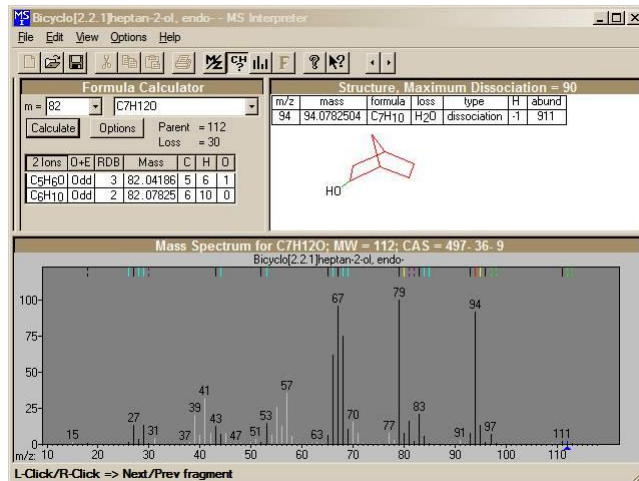 Bicyclo[2.2.1]heptan-2-ol, endo- - MS Interpreter
File Edit View Options Help
MS
I
M/Z CH ? F ? ?
Formula Calculator
m = 82 C7H12O
Calculate Options Parent = 112
Loss = 30
2 Ions O+E RDB Mass C H O
C5H6O Odd 3 82.04186 5 6 1
C6H10 Odd 2 82.07825 6 10 0
Structure, Maximum Dissociation = 90
m/z mass formula loss type H abund
94 94.0782504 C7H10 H2O dissociation -1 911
HO
Mass Spectrum for C7H12O; MW = 112; CAS = 497- 36- 9
Bicyclo[2.2.1]heptan-2-ol, endo-
100-
75-
50-
25-
0-
15 27 31 37 39 41 43 47 51 53 57 63 67 70 77 79 83 91 94 97 111
m/z: 10 20 30 40 50 60 70 80 90 100 110
L-Click/R-Click => Next/Prev fragment